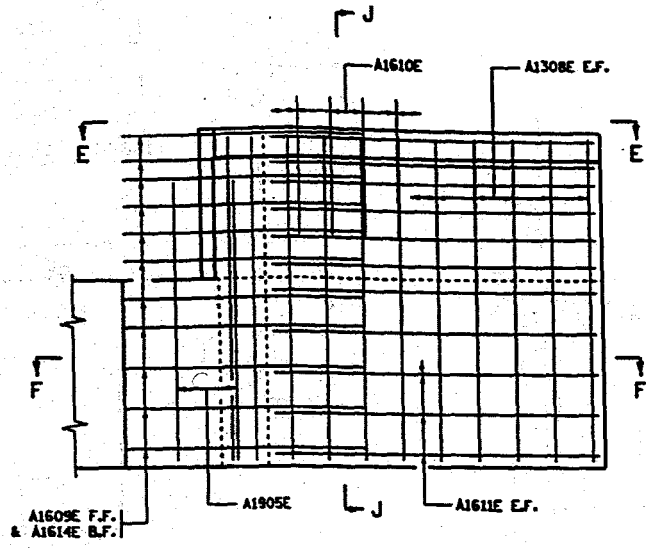 J
A1610E
A1308E E.F.
E
E
F
F
A1905E
J
A1611E E.F.
A1609E F.F.
& A1614E B.F.